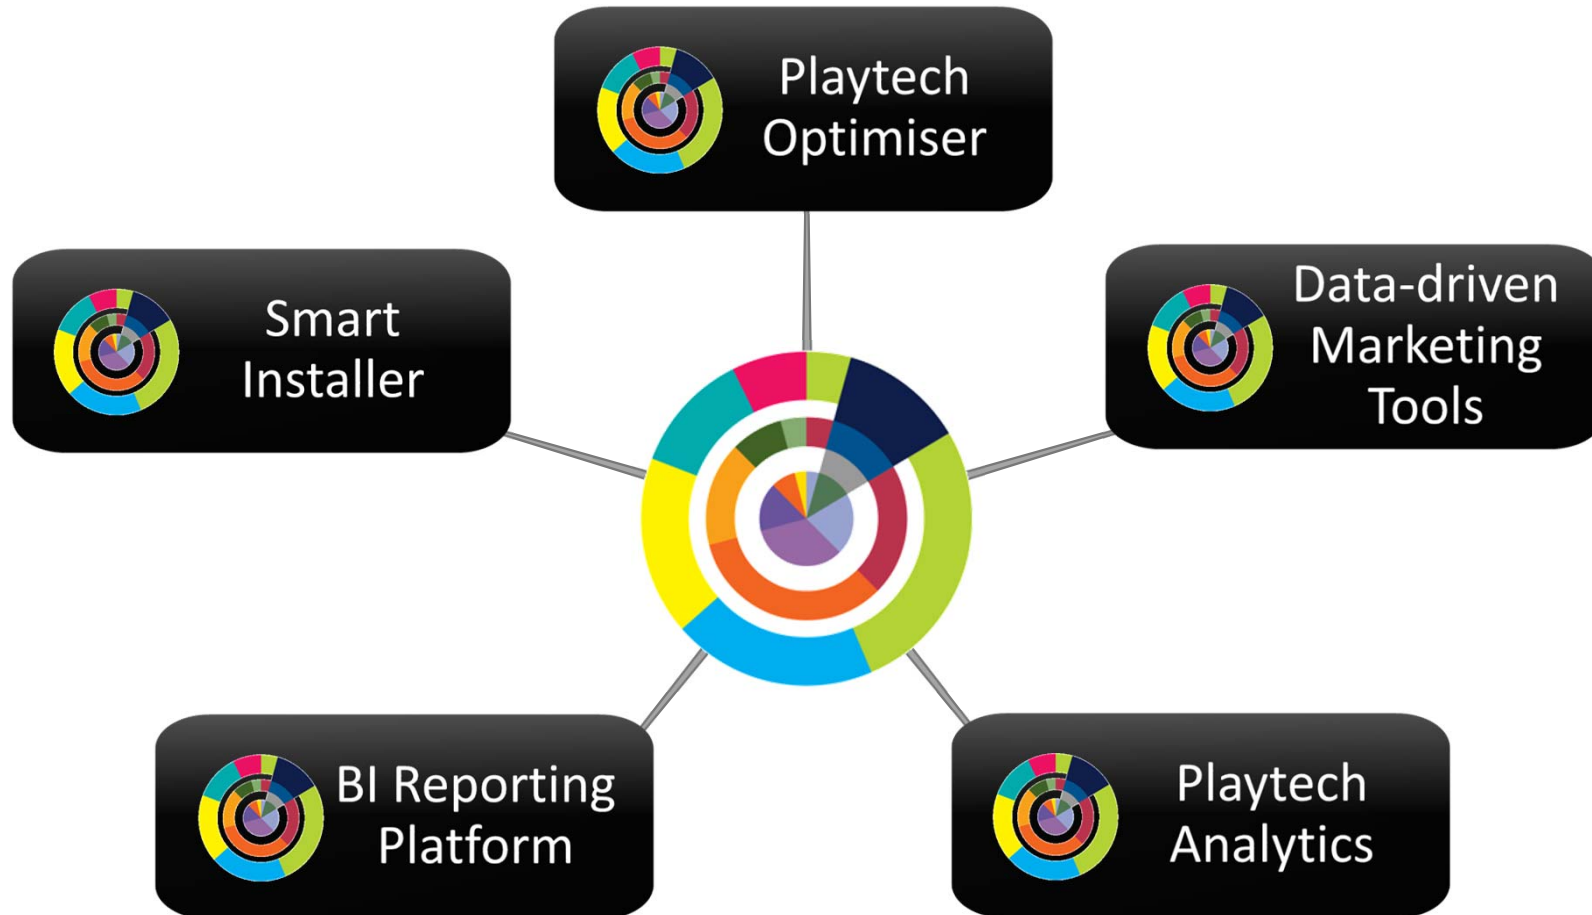 Playtech
Optimiser
Smart
Installer
Data-driven
Marketing
Tools
BI Reporting
Platform
Playtech
Analytics